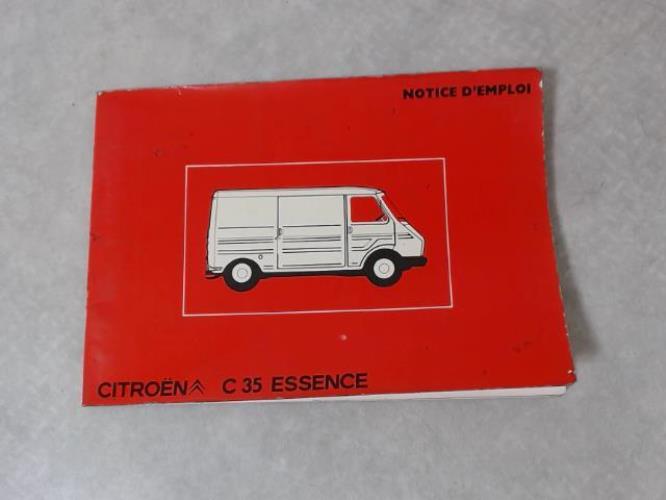 NOTICE D'EMPLOI
CITROËN C 35 ESSENCE